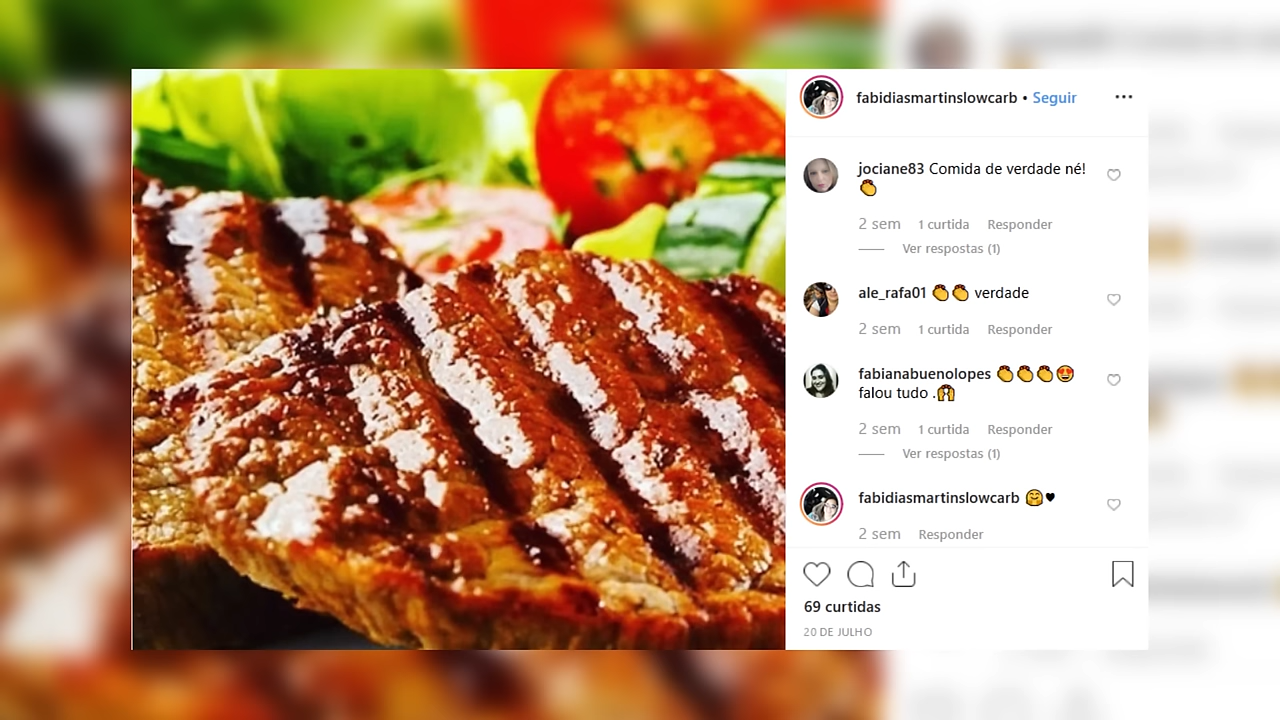 fabidiasmartinslowcarb • Seguir
jociane83 Comida de verdade né!
👏
2 sem 1 curtida Responder
Ver respostas (1)
ale_rafa01 👏👏 verdade
2 sem 1 curtida Responder
fabianabuenolopes 👏👏👏😍
falou tudo .🙌
2 sem 1 curtida Responder
Ver respostas (1)
fabidiasmartinslowcarb 🤗♥
2 sem Responder
69 curtidas
20 DE JULHO